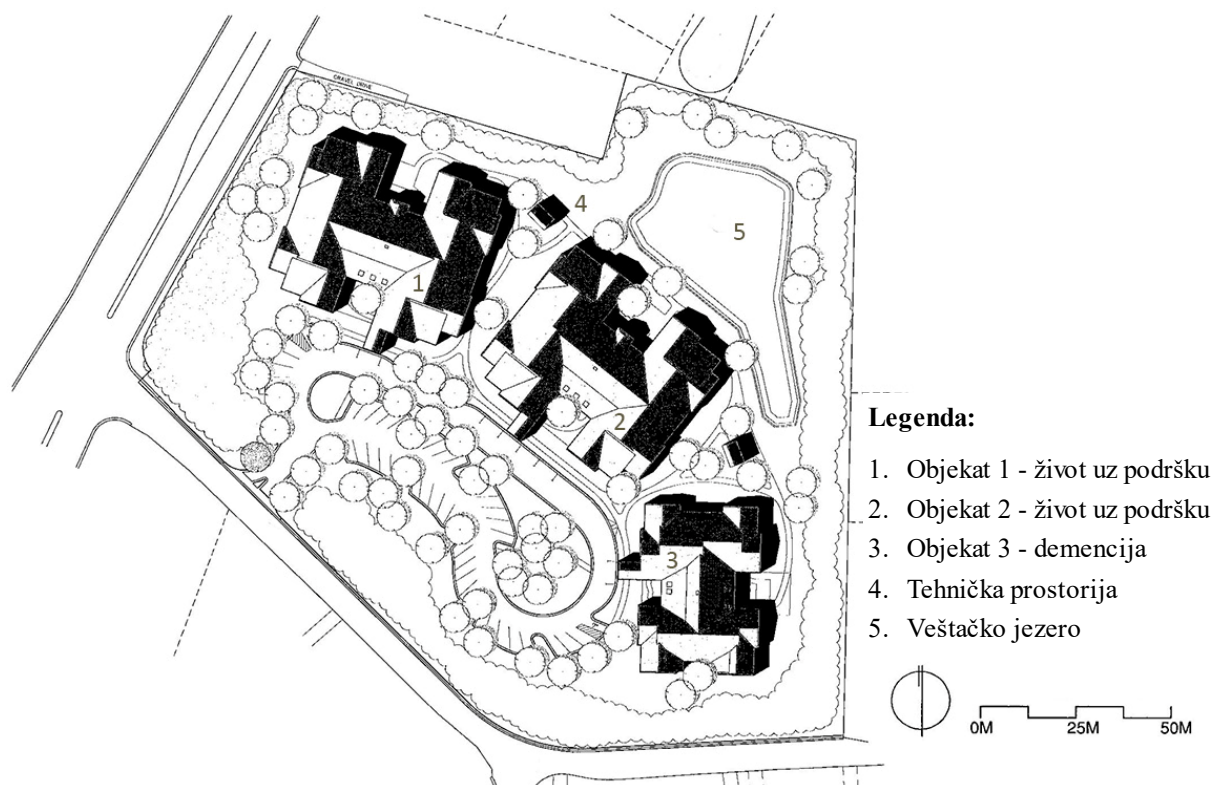 GRAVEL DRIVE
4
5
1
2
3
Legenda:
1. Objekat 1 - život uz podršku
2. Objekat 2 - život uz podršku
3. Objekat 3 - demencija
4. Tehnička prostorija
5. Veštačko jezero
0M 25M 50M